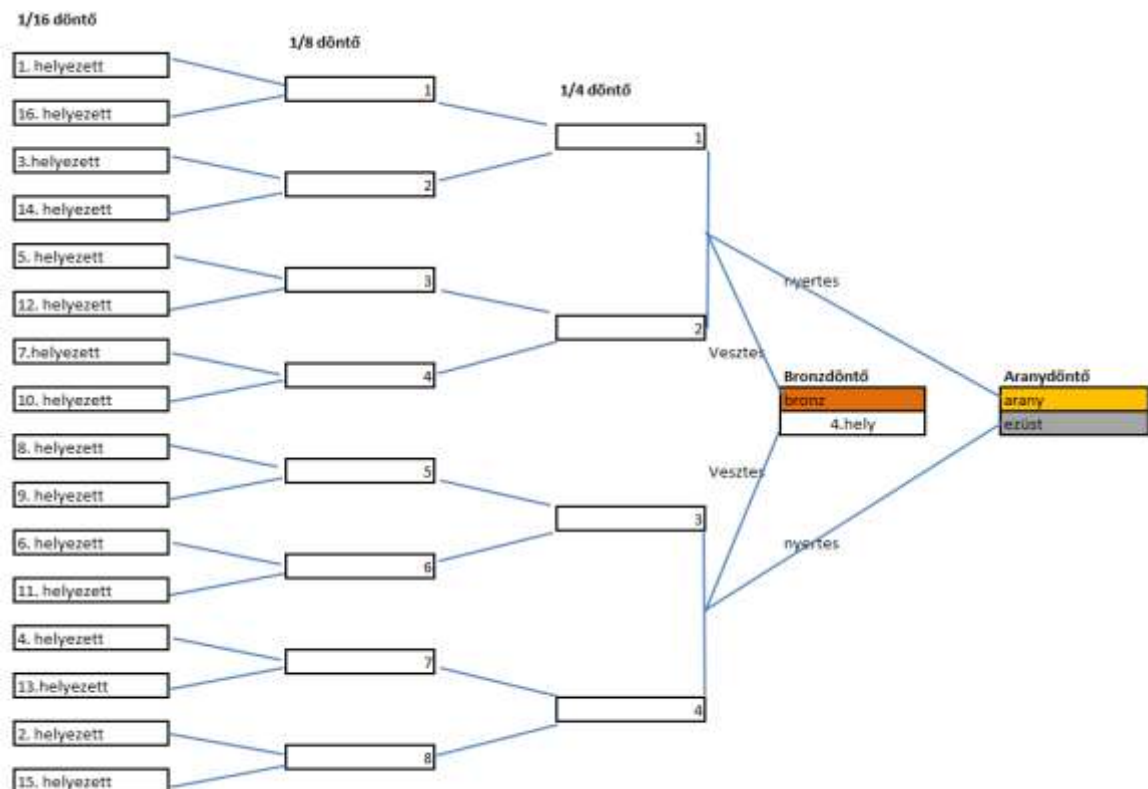 1/16 döntő
1. helyezett
16. helyezett
3.helyezett
14. helyezett
5. helyezett
12. helyezett
7.helyezett
10. helyezett
8. helyezett
9. helyezett
6. helyezett
11. helyezett
4. helyezett
13.helyezett
2. helyezett
15. helyezett
1/8 döntő
1
2
3
4
5
6
7
8
1/4 döntő
1
2
3
4
nyertes
Vesztes
Vesztes
nyertes
Bronzdöntő
bronz
4.hely
Aranydöntő
arany
ezüst